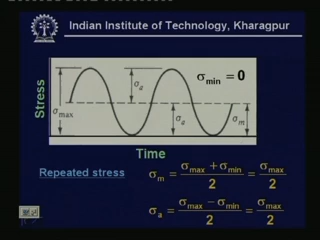 Indian Institute of Technology, Kharagpur
σmin = 0
Stress
σmax
σa
σa
σm
Time
Repeated stress
σm = (σmax + σmin) / 2 = σmax / 2
σa = (σmax − σmin) / 2 = σmax / 2